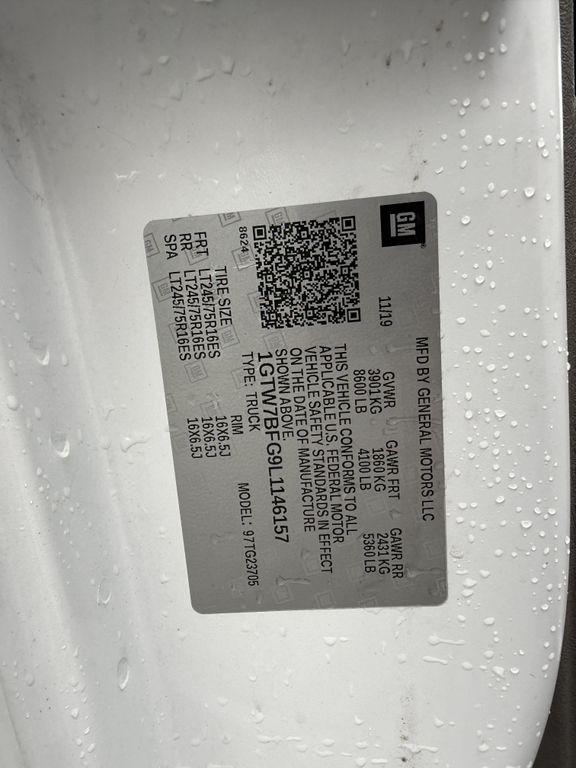 GM
MFD BY GENERAL MOTORS LLC
11/19
GVWR GAWR FRT GAWR RR
3901 KG 1860 KG 2431 KG
8600 LB 4100 LB 5360 LB
THIS VEHICLE CONFORMS TO ALL
APPLICABLE U.S. FEDERAL MOTOR
VEHICLE SAFETY STANDARDS IN EFFECT
ON THE DATE OF MANUFACTURE
SHOWN ABOVE.
1GTW7BFG9L1146157
8624
TYPE: TRUCK MODEL: 97TG23705
TIRE SIZE RIM
FRT LT245/75R16ES 16X6.5J
RR LT245/75R16ES 16X6.5J
SPA LT245/75R16ES 16X6.5J